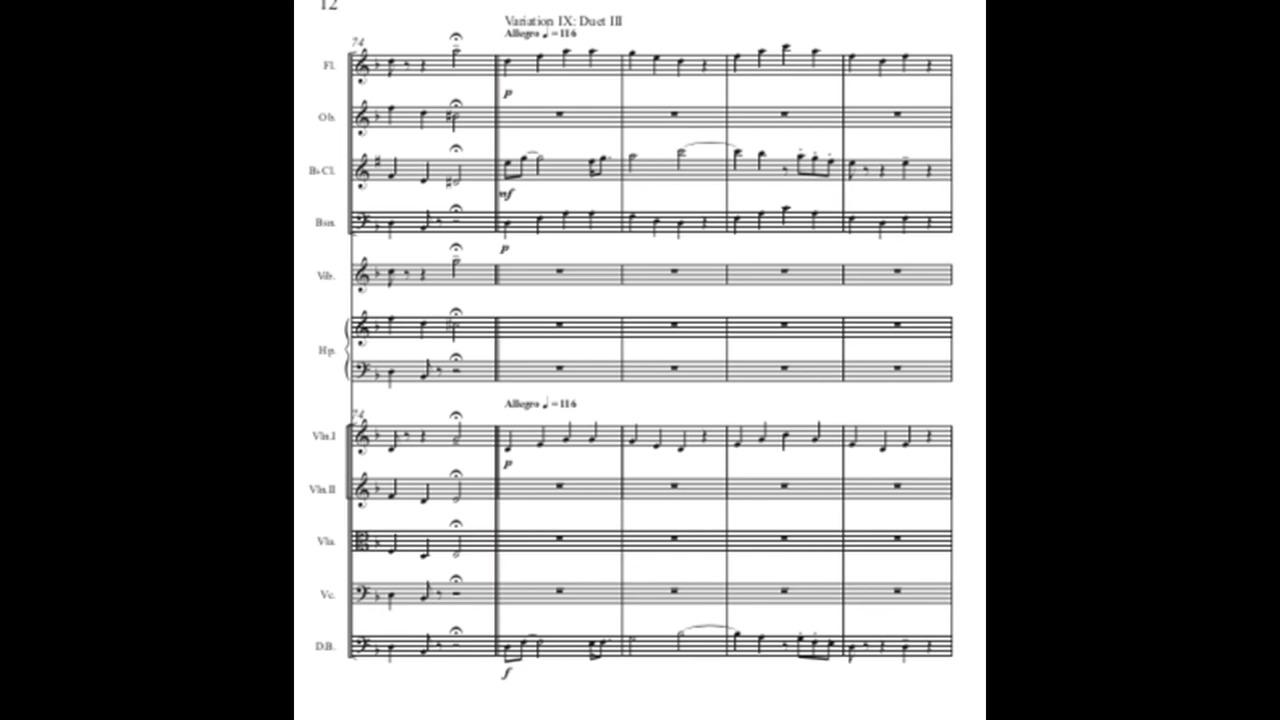 12
Variation IX: Duet III
Allegro ♩ = 116
74
Fl.
p
Ob.
B♭ Cl.
mf
Bsn.
p
Vib.
Hp.
Allegro ♩ = 116
74
Vln.I
p
Vln.II
Vla.
Vc.
D.B.
f